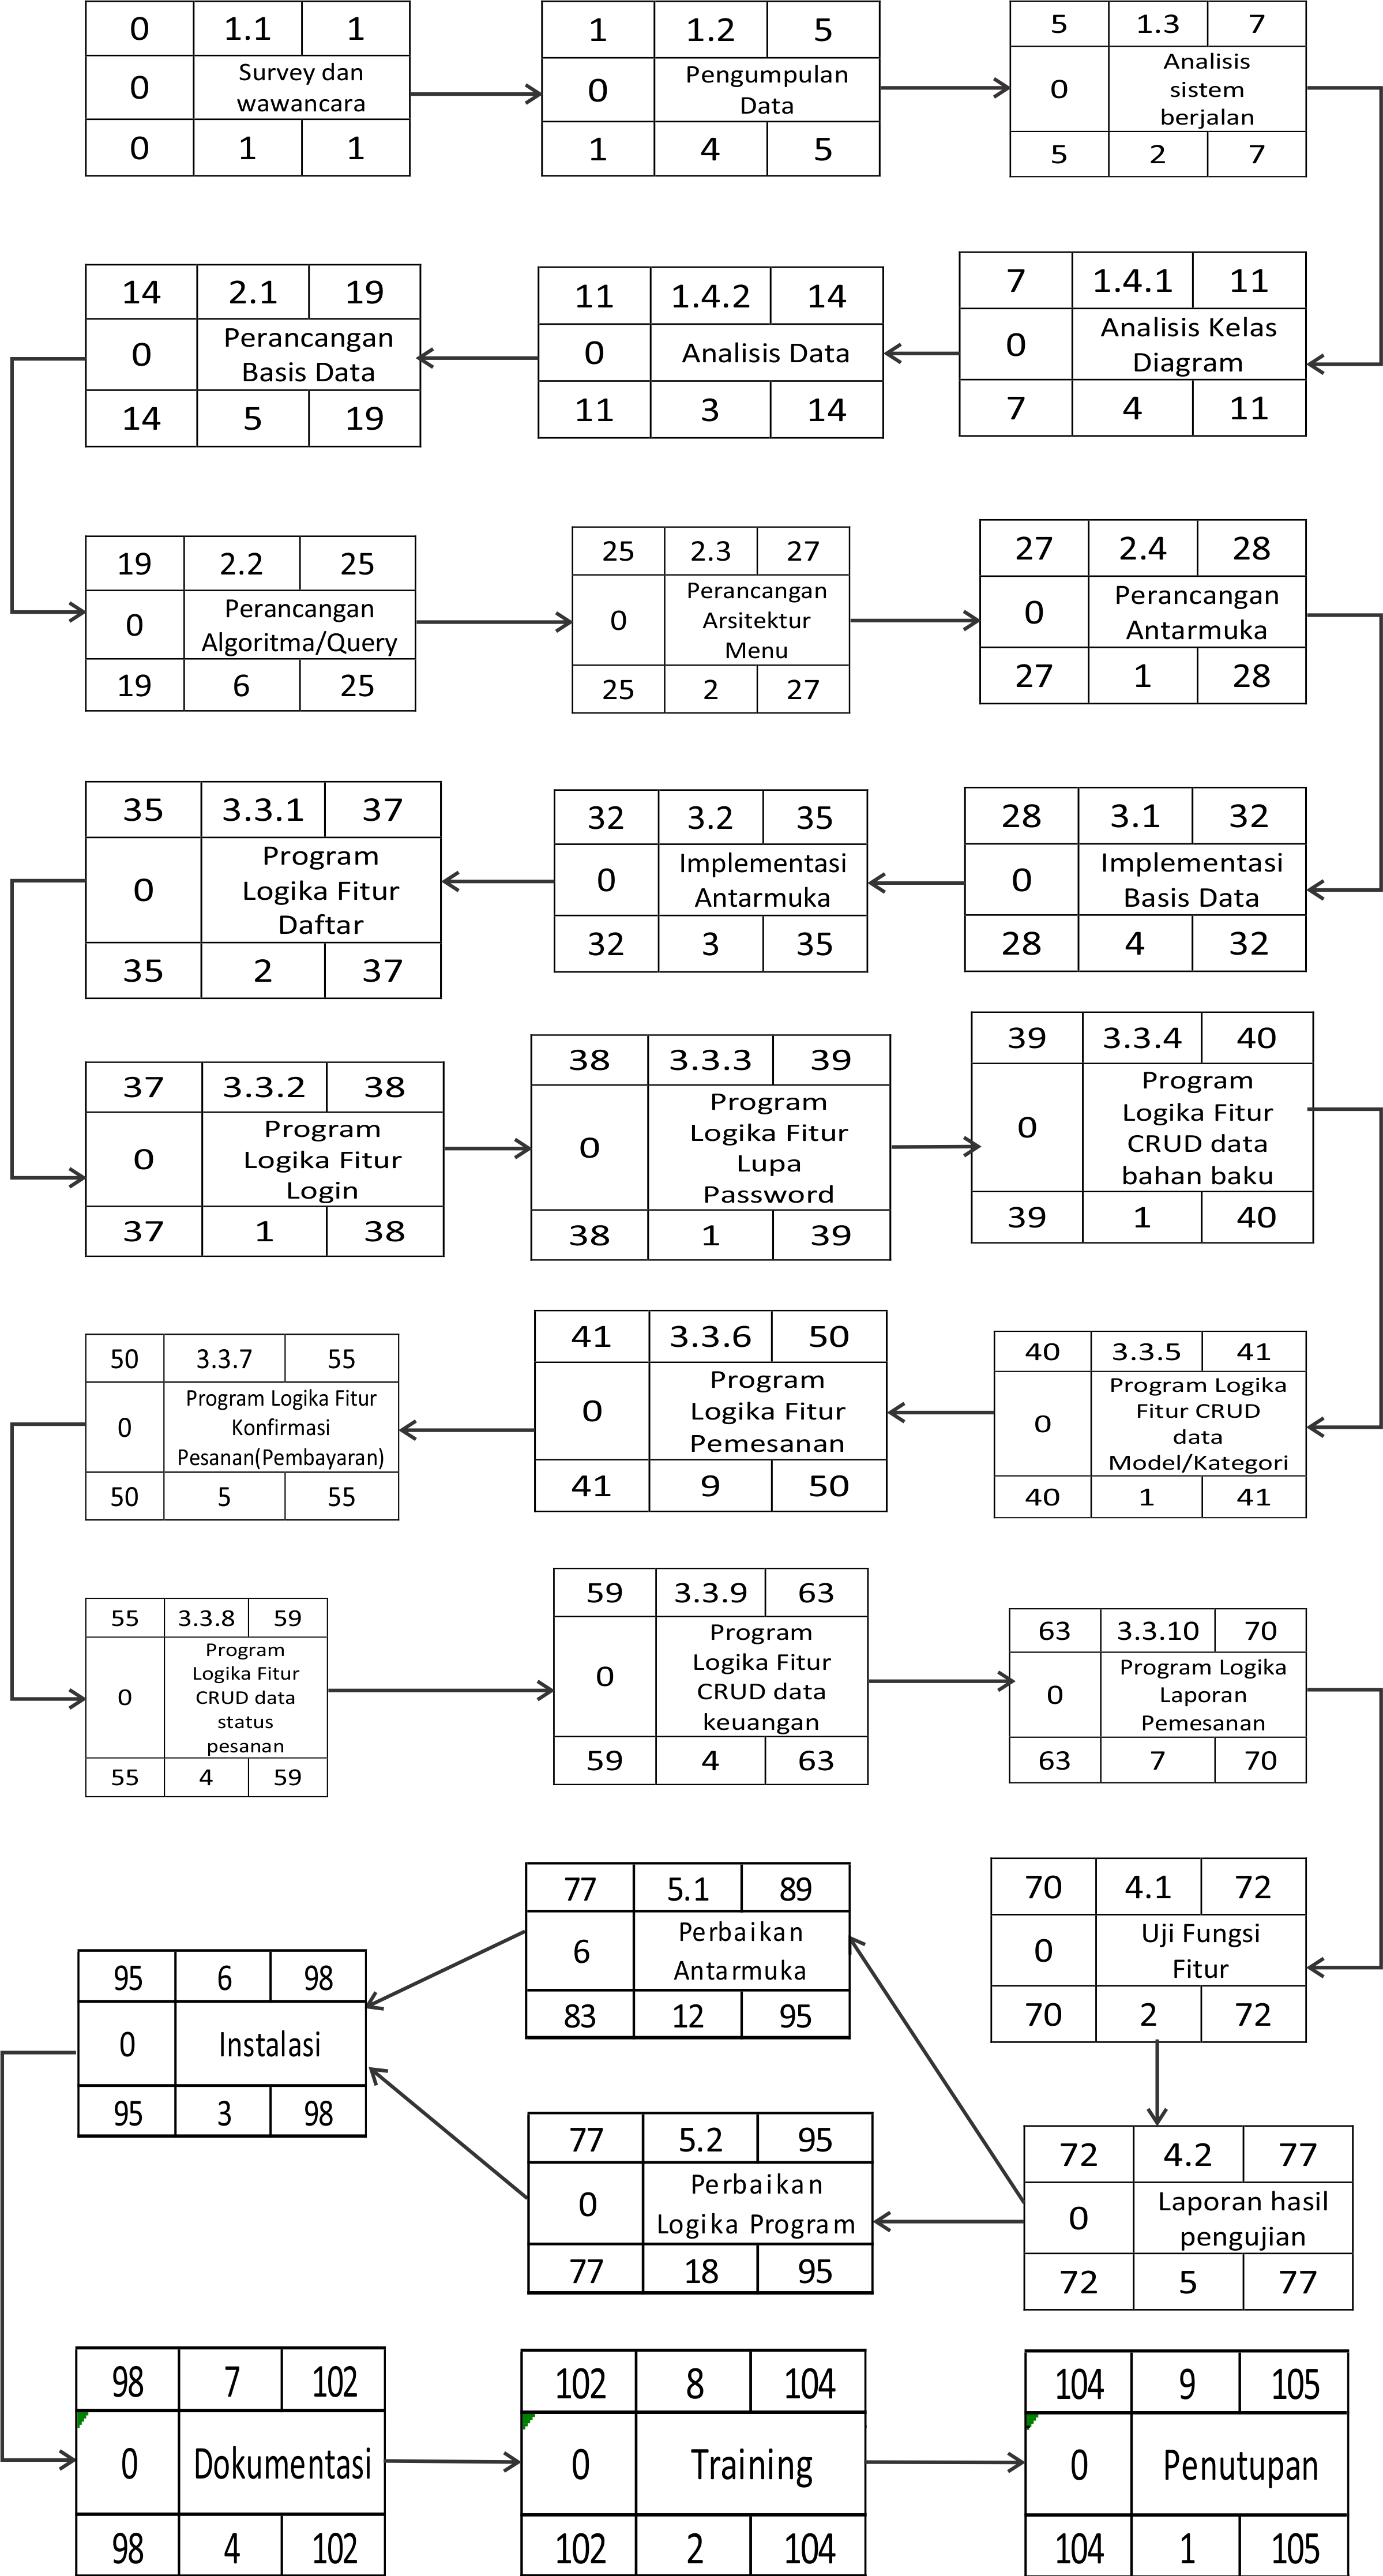 0 1.1 1
0 Survey dan
wawancara
0 1 1
1 1.2 5
0 Pengumpulan
Data
1 4 5
5 1.3 7
0 Analisis
sistem
berjalan
5 2 7
7 1.4.1 11
0 Analisis Kelas
Diagram
7 4 11
11 1.4.2 14
0 Analisis Data
11 3 14
14 2.1 19
0 Perancangan
Basis Data
14 5 19
19 2.2 25
0 Perancangan
Algoritma/Query
19 6 25
25 2.3 27
0 Perancangan
Arsitektur
Menu
25 2 27
27 2.4 28
0 Perancangan
Antarmuka
27 1 28
28 3.1 32
0 Implementasi
Basis Data
28 4 32
32 3.2 35
0 Implementasi
Antarmuka
32 3 35
35 3.3.1 37
0 Program
Logika Fitur
Daftar
35 2 37
37 3.3.2 38
0 Program
Logika Fitur
Login
37 1 38
38 3.3.3 39
0 Program
Logika Fitur
Lupa
Password
38 1 39
39 3.3.4 40
0 Program
Logika Fitur
CRUD data
bahan baku
39 1 40
40 3.3.5 41
0 Program Logika
Fitur CRUD
data
Model/Kategori
40 1 41
41 3.3.6 50
0 Program
Logika Fitur
Pemesanan
41 9 50
50 3.3.7 55
0 Program Logika Fitur
Konfirmasi
Pesanan(Pembayaran)
50 5 55
55 3.3.8 59
0 Program
Logika Fitur
CRUD data
status
pesanan
55 4 59
59 3.3.9 63
0 Program
Logika Fitur
CRUD data
keuangan
59 4 63
63 3.3.10 70
0 Program Logika
Laporan
Pemesanan
63 7 70
70 4.1 72
0 Uji Fungsi
Fitur
70 2 72
72 4.2 77
0 Laporan hasil
pengujian
72 5 77
77 5.1 89
6 Perbaikan
Antarmuka
83 12 95
77 5.2 95
0 Perbaikan
Logika Program
77 18 95
95 6 98
0 Instalasi
95 3 98
98 7 102
0 Dokumentasi
98 4 102
102 8 104
0 Training
102 2 104
104 9 105
0 Penutupan
104 1 105